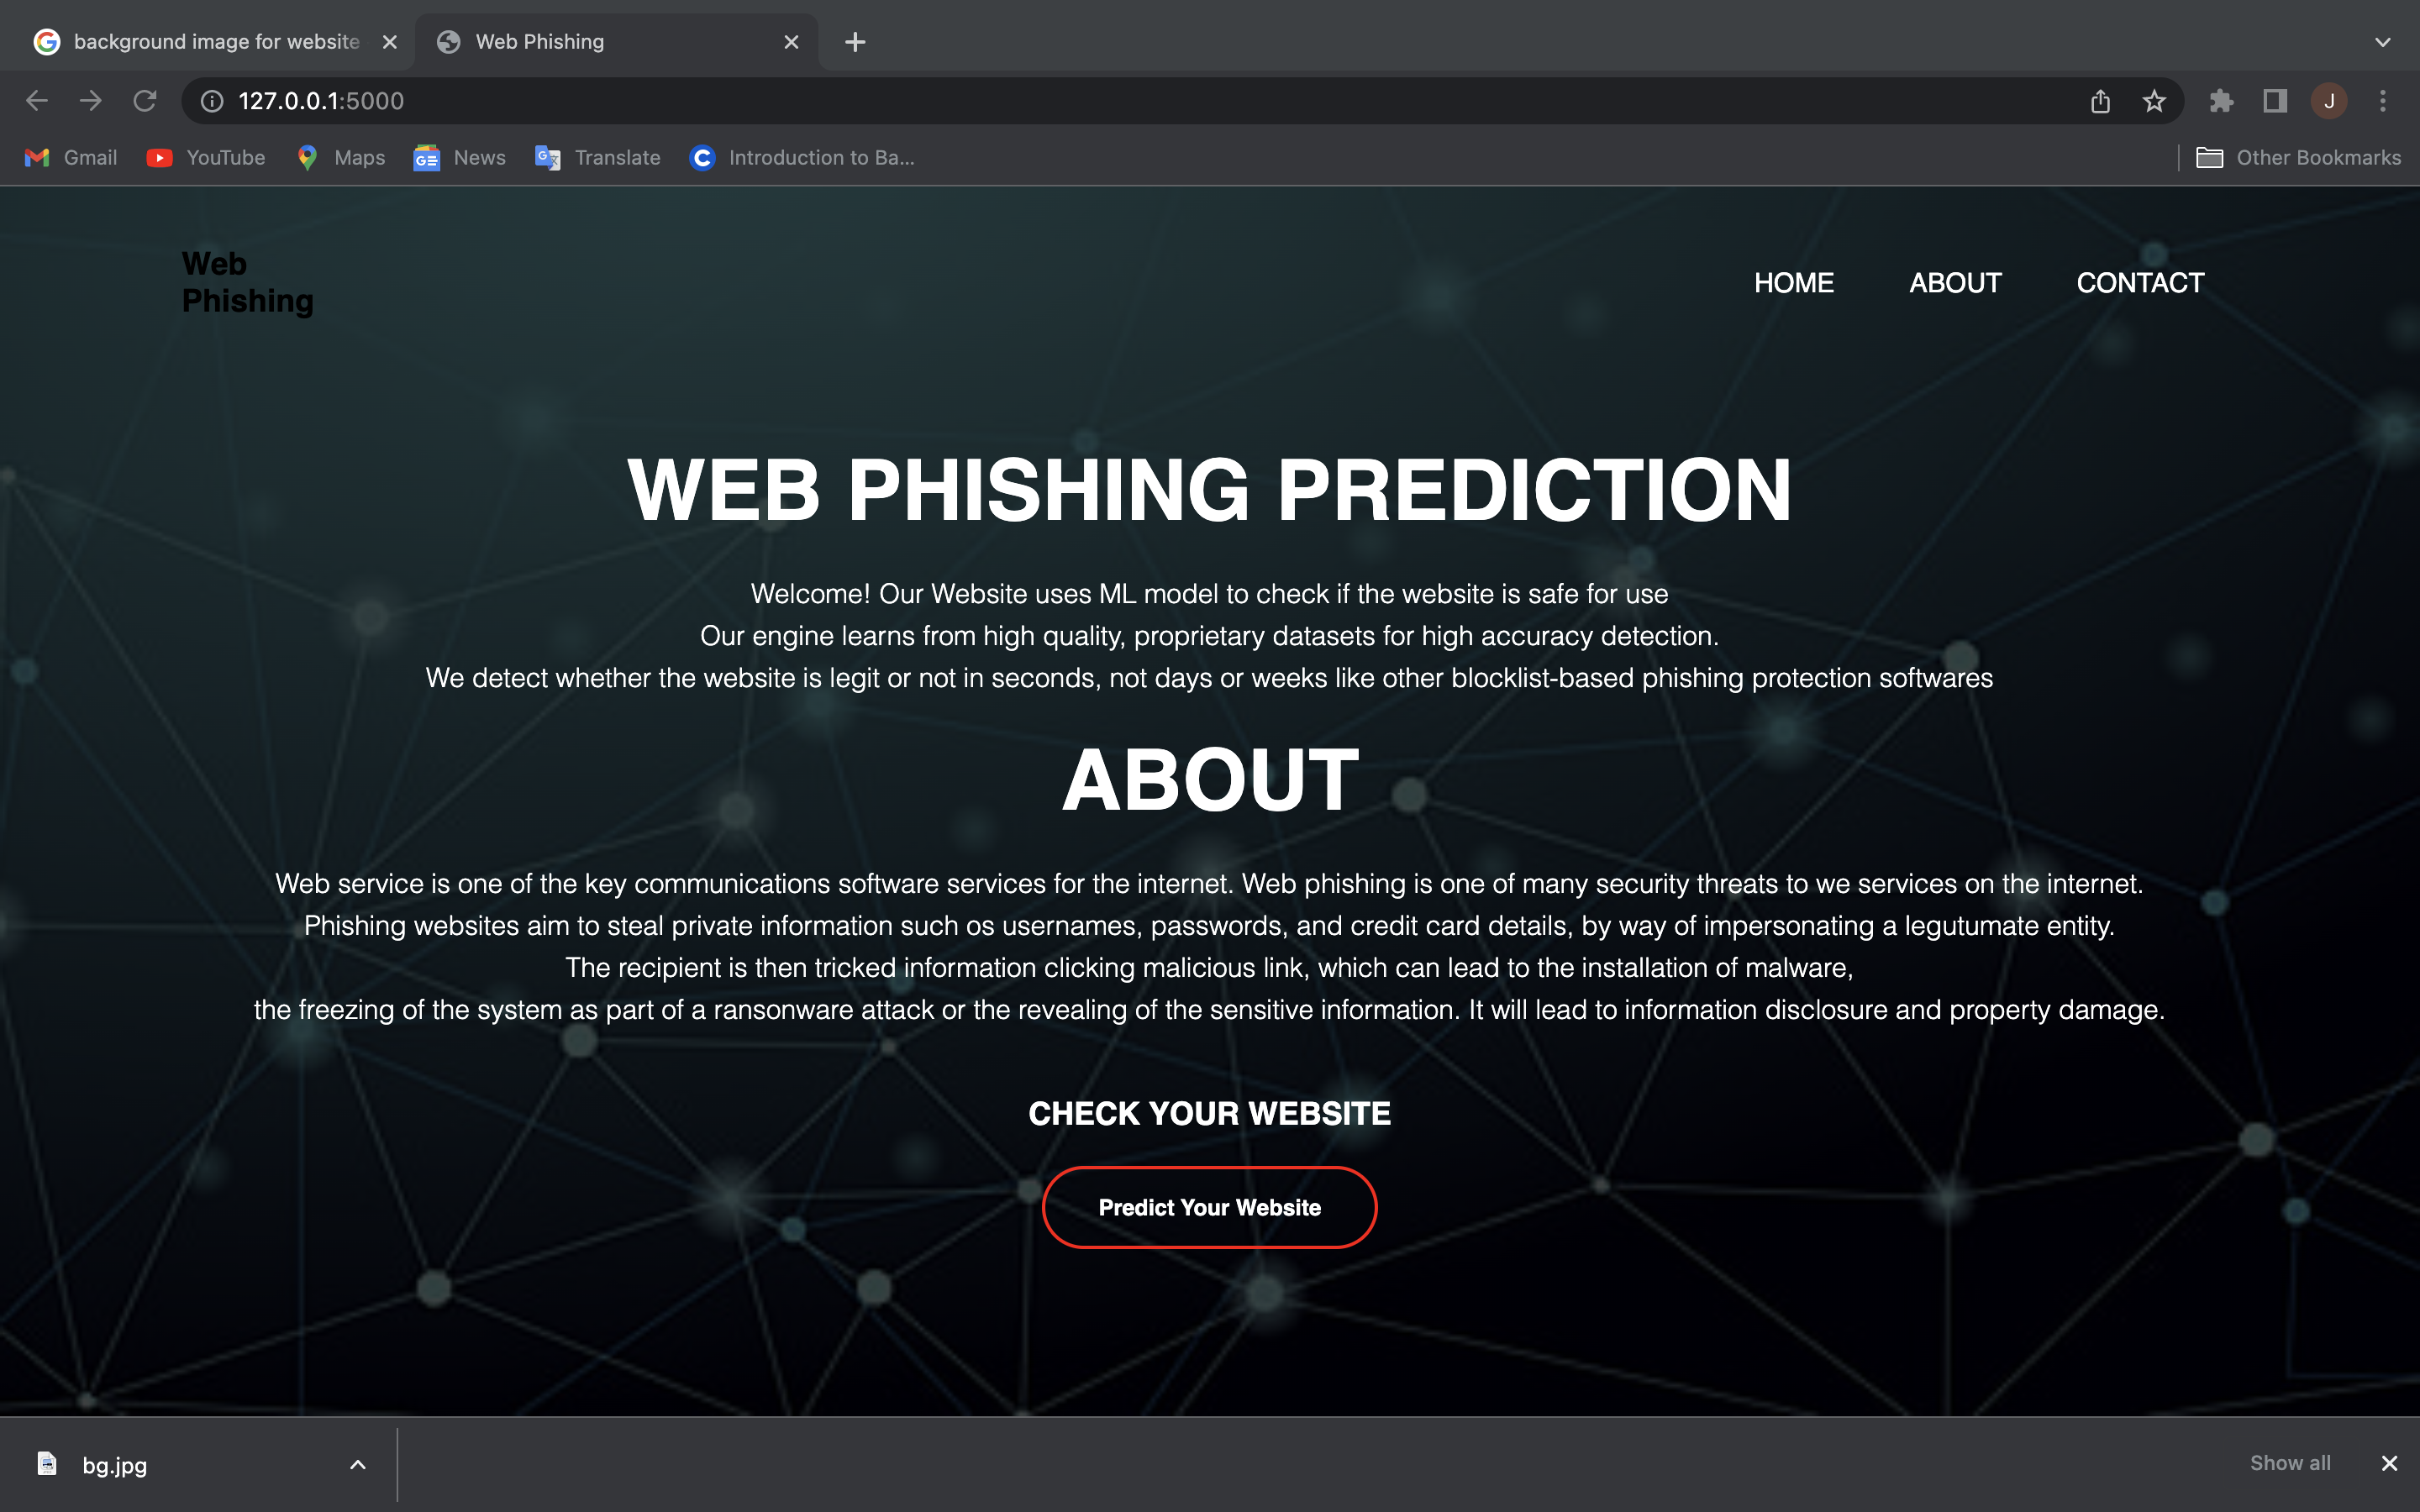 background image for website
Web Phishing
127.0.0.1:5000
J
Gmail
YouTube
Maps
News
Translate
Introduction to Ba...
Other Bookmarks
Web
Phishing
HOME
ABOUT
CONTACT
WEB PHISHING PREDICTION
Welcome! Our Website uses ML model to check if the website is safe for use
Our engine learns from high quality, proprietary datasets for high accuracy detection.
We detect whether the website is legit or not in seconds, not days or weeks like other blocklist-based phishing protection softwares
ABOUT
Web service is one of the key communications software services for the internet. Web phishing is one of many security threats to we services on the internet.
Phishing websites aim to steal private information such os usernames, passwords, and credit card details, by way of impersonating a legutumate entity.
The recipient is then tricked information clicking malicious link, which can lead to the installation of malware,
the freezing of the system as part of a ransonware attack or the revealing of the sensitive information. It will lead to information disclosure and property damage.
CHECK YOUR WEBSITE
Predict Your Website
bg.jpg
Show all